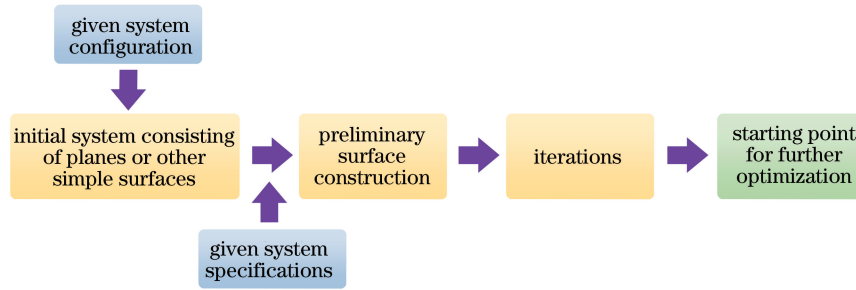 given system
configuration
initial system consisting
of planes or other
simple surfaces
preliminary
surface
construction
iterations
starting point
for further
optimization
given system
specifications